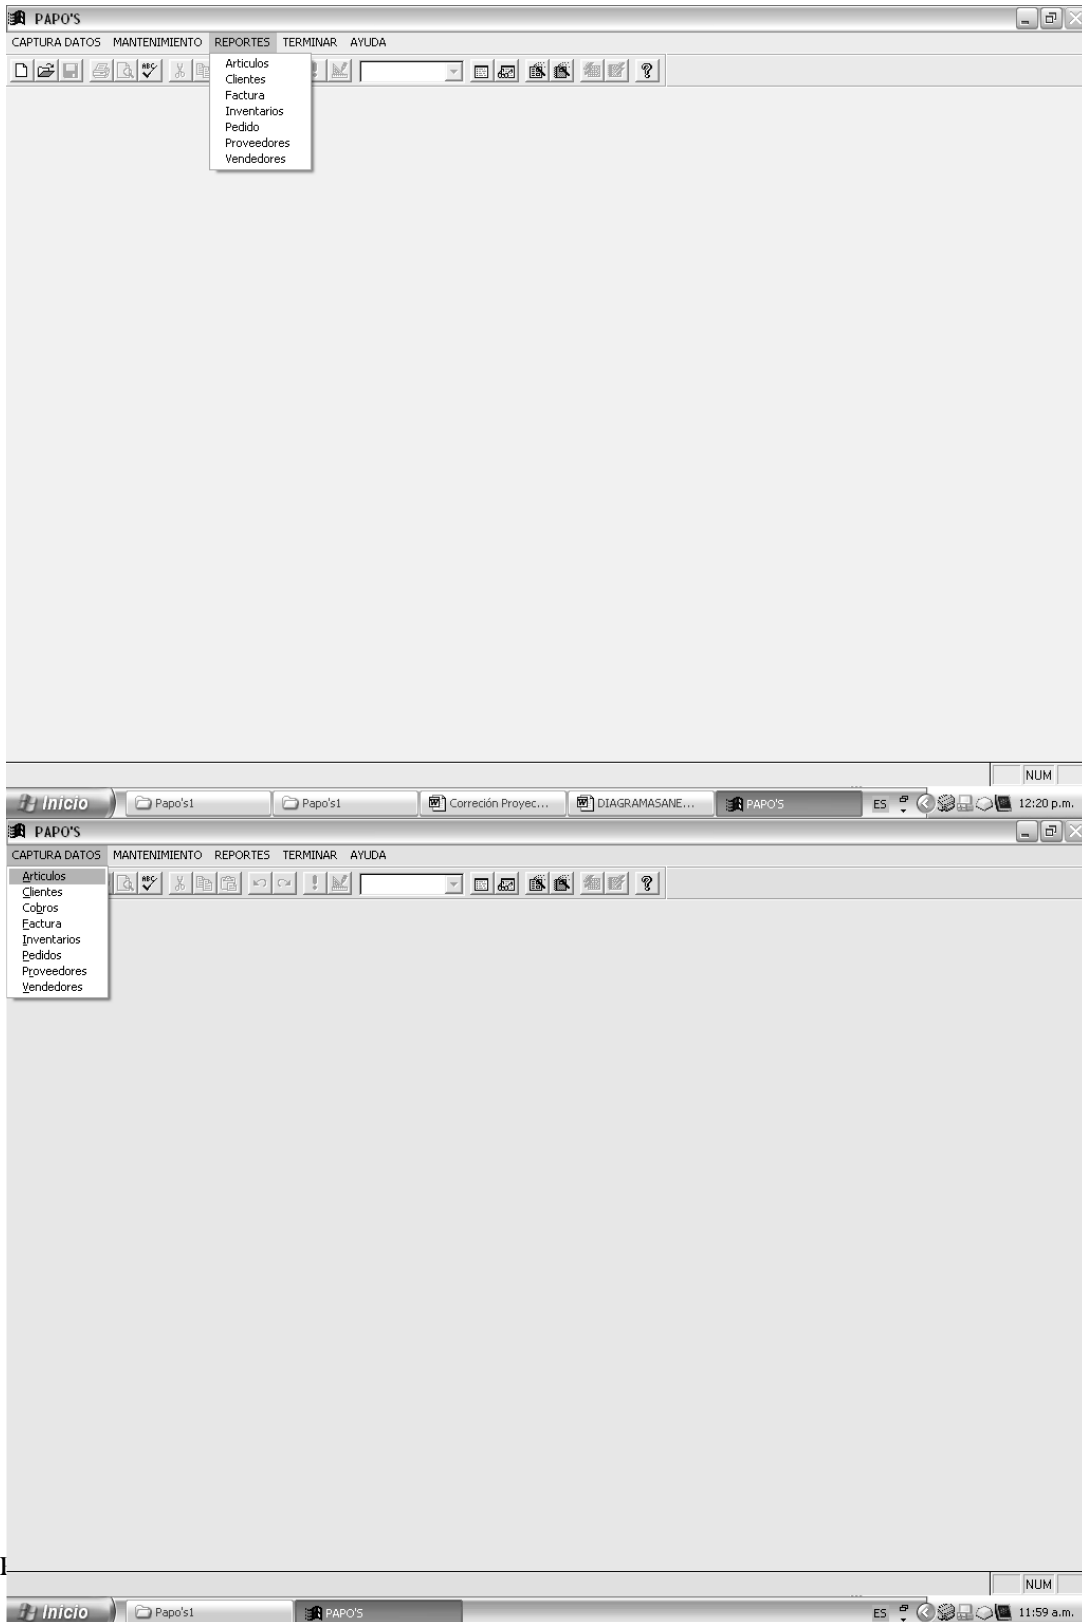 PAPO'S
CAPTURA DATOS MANTENIMIENTO REPORTES TERMINAR AYUDA
ABC
Articulos
Clientes
Factura
Inventarios
Pedido
Proveedores
Vendedores
NUM
Inicio Papo's1 Papo's1 Correción Proyec... DIAGRAMASANE... PAPO'S ES 12:20 p.m.
PAPO'S
CAPTURA DATOS MANTENIMIENTO REPORTES TERMINAR AYUDA
ABC
Articulos
Clientes
Cobros
Factura
Inventarios
Pedidos
Proveedores
Vendedores
NUM
Inicio Papo's1 PAPO'S ES 11:59 a.m.